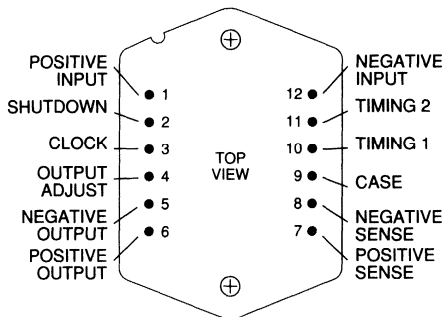 POSITIVE
INPUT
SHUTDOWN
CLOCK
OUTPUT
ADJUST
NEGATIVE
OUTPUT
POSITIVE
OUTPUT
1
2
3
4
5
6
TOP
VIEW
12
11
10
9
8
7
NEGATIVE
INPUT
TIMING 2
TIMING 1
CASE
NEGATIVE
SENSE
POSITIVE
SENSE